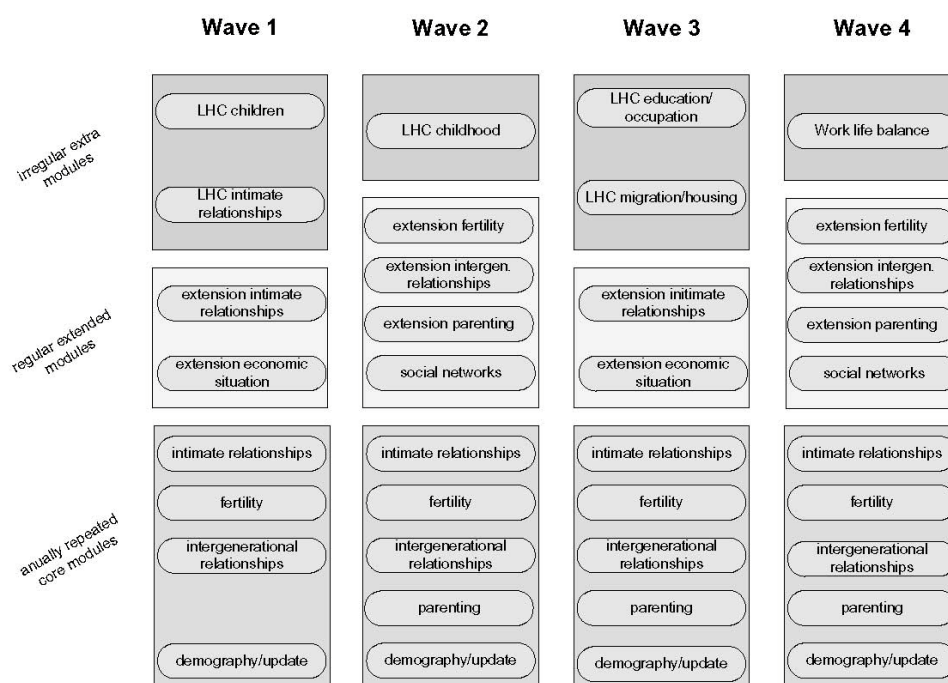 Wave 1
Wave 2
Wave 3
Wave 4
irregular extra
modules
LHC children
LHC intimate
relationships
LHC childhood
LHC education/
occupation
LHC migration/housing
Work life balance
regular extended
modules
extension intimate
relationships
extension economic
situation
extension fertility
extension intergen.
relationships
extension parenting
social networks
extension initimate
relationships
extension economic
situation
extension fertility
extension intergen.
relationships
extension parenting
social networks
anually repeated
core modules
intimate relationships
fertility
intergenerational
relationships
demography/update
intimate relationships
fertility
intergenerational
relationships
parenting
demography/update
intimate relationships
fertility
intergenerational
relationships
parenting
demography/update
intimate relationships
fertility
intergenerational
relationships
parenting
demography/update